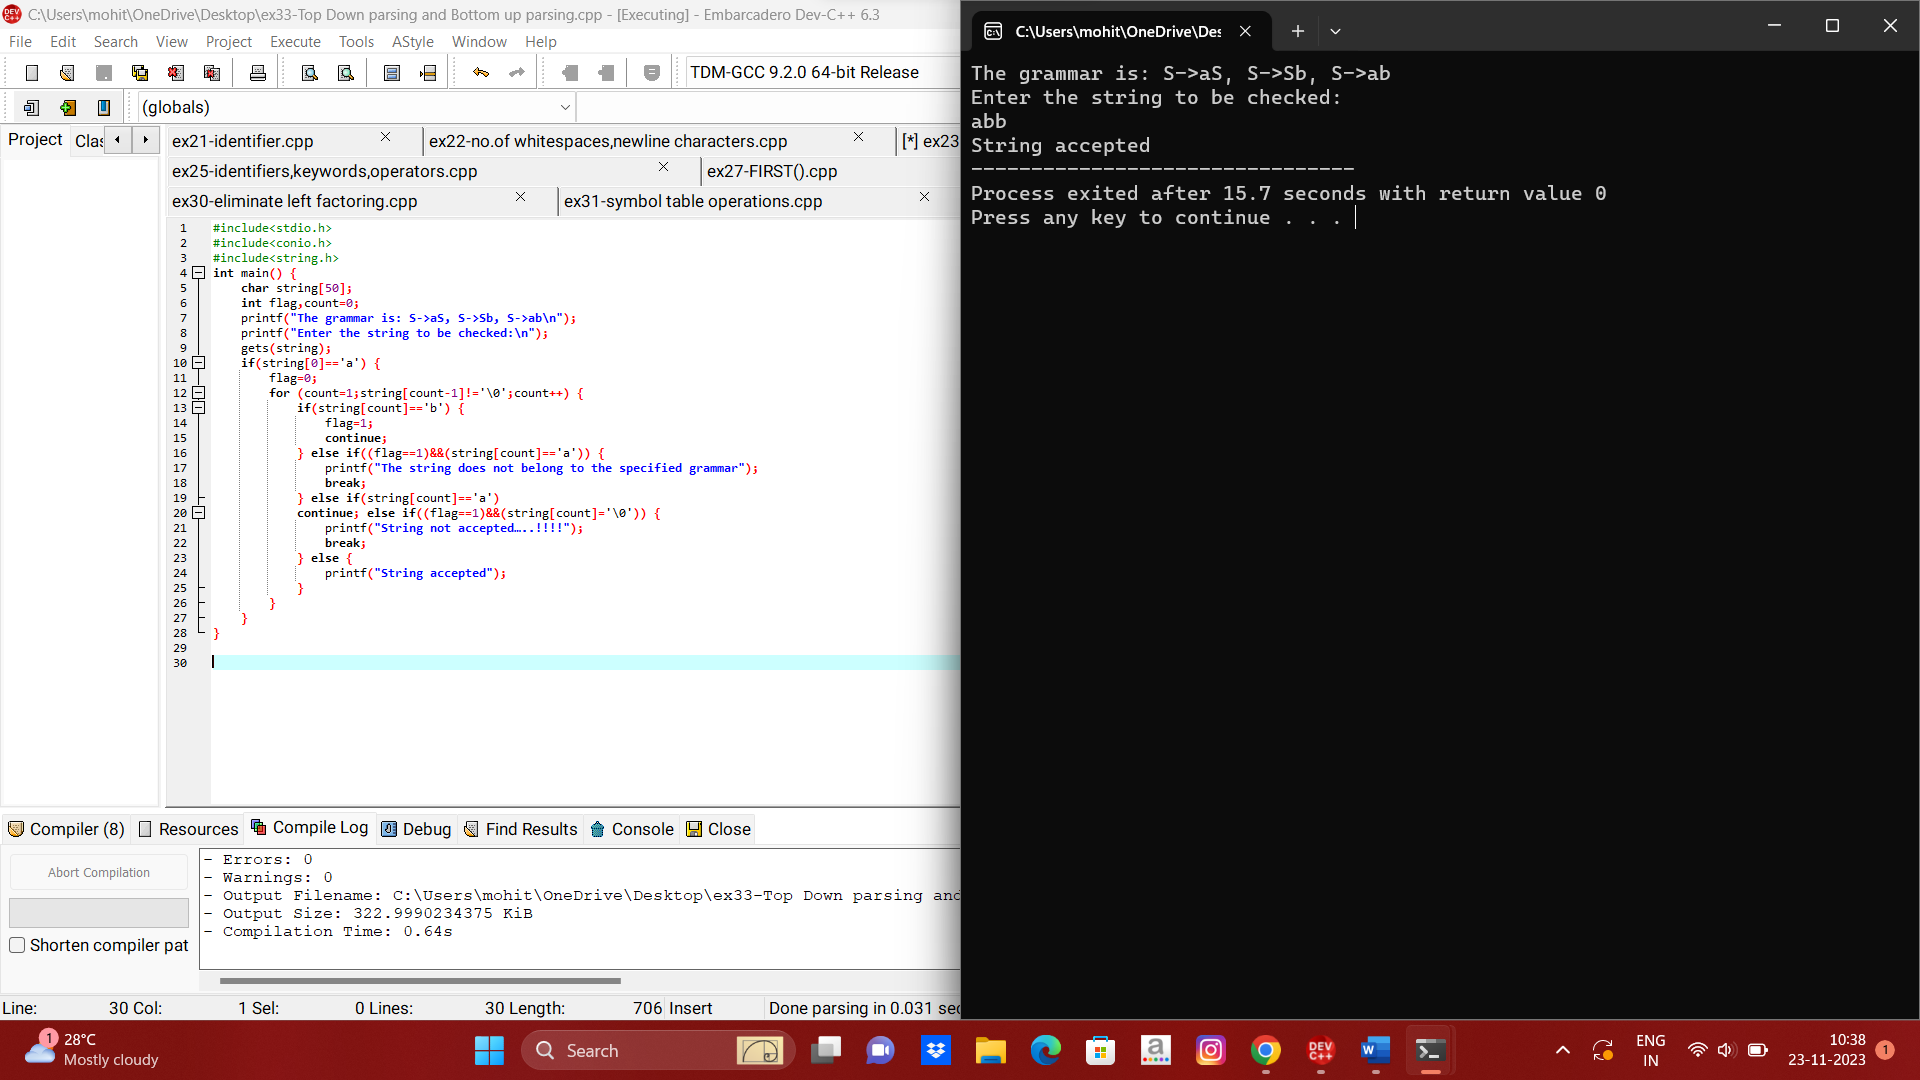 C:\Users\mohit\OneDrive\Desktop\ex33-Top Down parsing and Bottom up parsing.cpp - [Executing] - Embarcadero Dev-C++ 6.3
File Edit Search View Project Execute Tools AStyle Window Help
TDM-GCC 9.2.0 64-bit Release
(globals)
Project Clas
ex21-identifier.cpp ex22-no.of whitespaces,newline characters.cpp [*] ex23
ex25-identifiers,keywords,operators.cpp ex27-FIRST().cpp
ex30-eliminate left factoring.cpp ex31-symbol table operations.cpp
1 #include<stdio.h>
2 #include<conio.h>
3 #include<string.h>
4 int main() {
5 char string[50];
6 int flag,count=0;
7 printf("The grammar is: S->aS, S->Sb, S->ab\n");
8 printf("Enter the string to be checked:\n");
9 gets(string);
10 if(string[0]=='a') {
11 flag=0;
12 for (count=1;string[count-1]!='\0';count++) {
13 if(string[count]=='b') {
14 flag=1;
15 continue;
16 } else if((flag==1)&&(string[count]=='a')) {
17 printf("The string does not belong to the specified grammar");
18 break;
19 } else if(string[count]=='a')
20 continue; else if((flag==1)&&(string[count]='\0')) {
21 printf("String not accepted…..!!!!");
22 break;
23 } else {
24 printf("String accepted");
25 }
26 }
27 }
28 }
29
30
Compiler (8) Resources Compile Log Debug Find Results Console Close
Abort Compilation
Shorten compiler pat
- Errors: 0
- Warnings: 0
- Output Filename: C:\Users\mohit\OneDrive\Desktop\ex33-Top Down parsing and
- Output Size: 322.9990234375 KiB
- Compilation Time: 0.64s
Line: 30 Col: 1 Sel: 0 Lines: 30 Length: 706 Insert Done parsing in 0.031 sec
C:\Users\mohit\OneDrive\Des
The grammar is: S->aS, S->Sb, S->ab
Enter the string to be checked:
abb
String accepted
--------------------------------
Process exited after 15.7 seconds with return value 0
Press any key to continue . . .
1
28°C
Mostly cloudy
Search
DEV C++
ENG
IN
10:38
23-11-2023
1